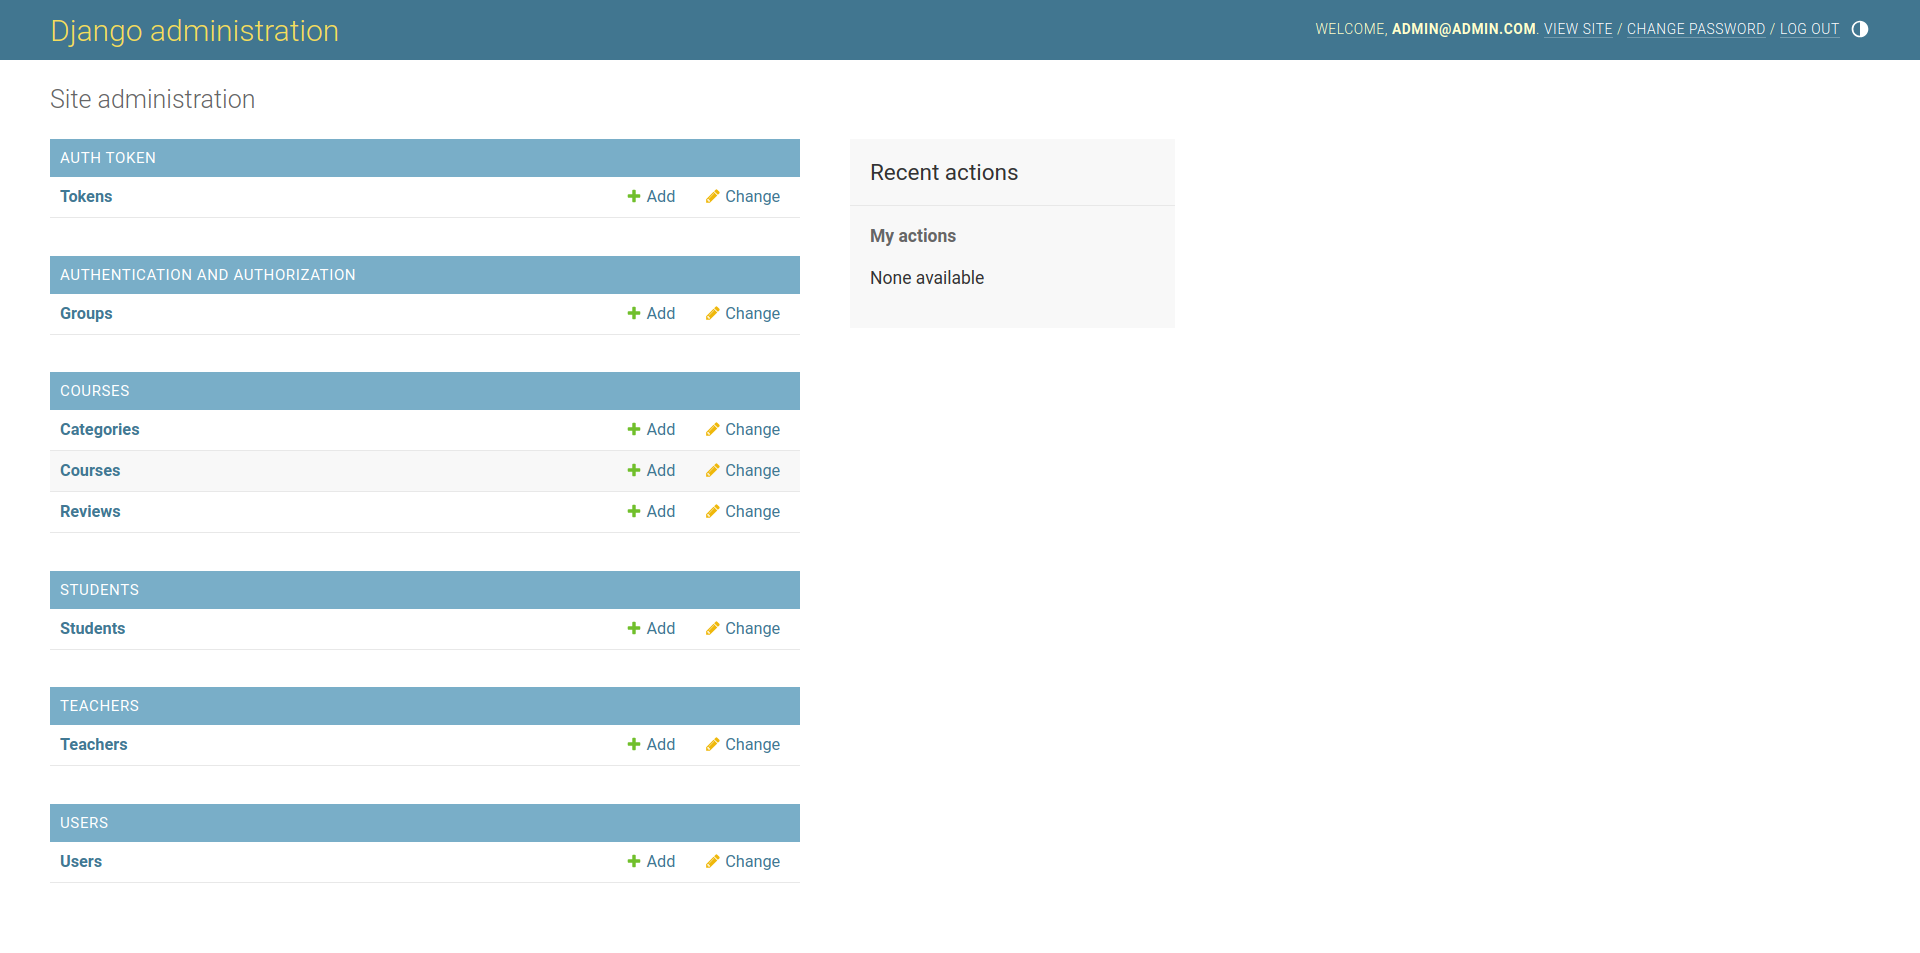 Django administration
WELCOME, ADMIN@ADMIN.COM. VIEW SITE / CHANGE PASSWORD / LOG OUT
Site administration
AUTH TOKEN
Tokens Add Change
AUTHENTICATION AND AUTHORIZATION
Groups Add Change
COURSES
Categories Add Change
Courses Add Change
Reviews Add Change
STUDENTS
Students Add Change
TEACHERS
Teachers Add Change
USERS
Users Add Change
Recent actions
My actions
None available